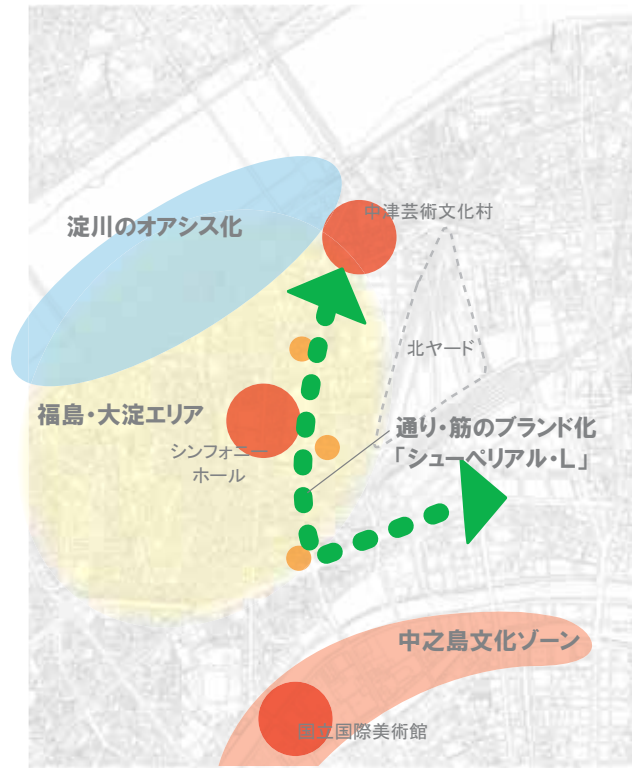 中津芸術文化村
淀川のオアシス化
北ヤード
福島・大淀エリア
通り・筋のブランド化
「シューペリアル・L」
シンフォニー
ホール
中之島文化ゾーン
国立国際美術館